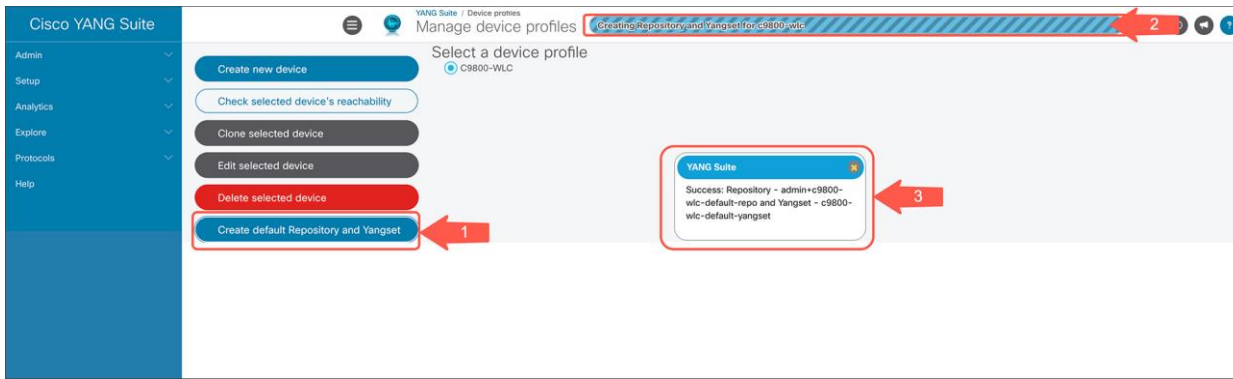 Cisco YANG Suite
YANG Suite / Device profiles
Manage device profiles
Creating Repository and Yangset for c9800-wlc
2
?
Admin
Setup
Analytics
Explore
Protocols
Help
Create new device
Check selected device's reachability
Clone selected device
Edit selected device
Delete selected device
Create default Repository and Yangset
1
Select a device profile
C9800-WLC
YANG Suite
Success: Repository - admin+c9800-
wlc-default-repo and Yangset - c9800-
wlc-default-yangset
3